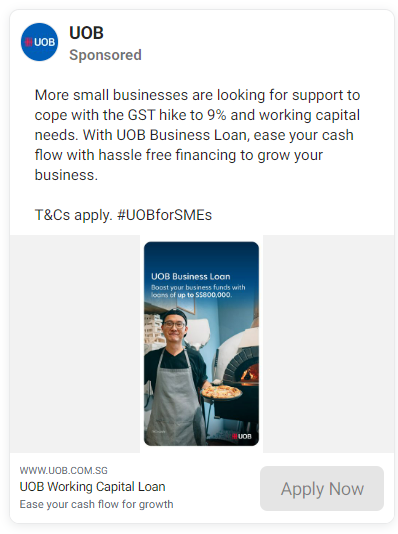 UOB
UOB
Sponsored
More small businesses are looking for support to
cope with the GST hike to 9% and working capital
needs. With UOB Business Loan, ease your cash
flow with hassle free financing to grow your
business.
T&Cs apply. #UOBforSMEs
UOB Business Loan
Boost your business funds with
loans of up to S$800,000.
UOB
WWW.UOB.COM.SG
UOB Working Capital Loan
Ease your cash flow for growth
Apply Now